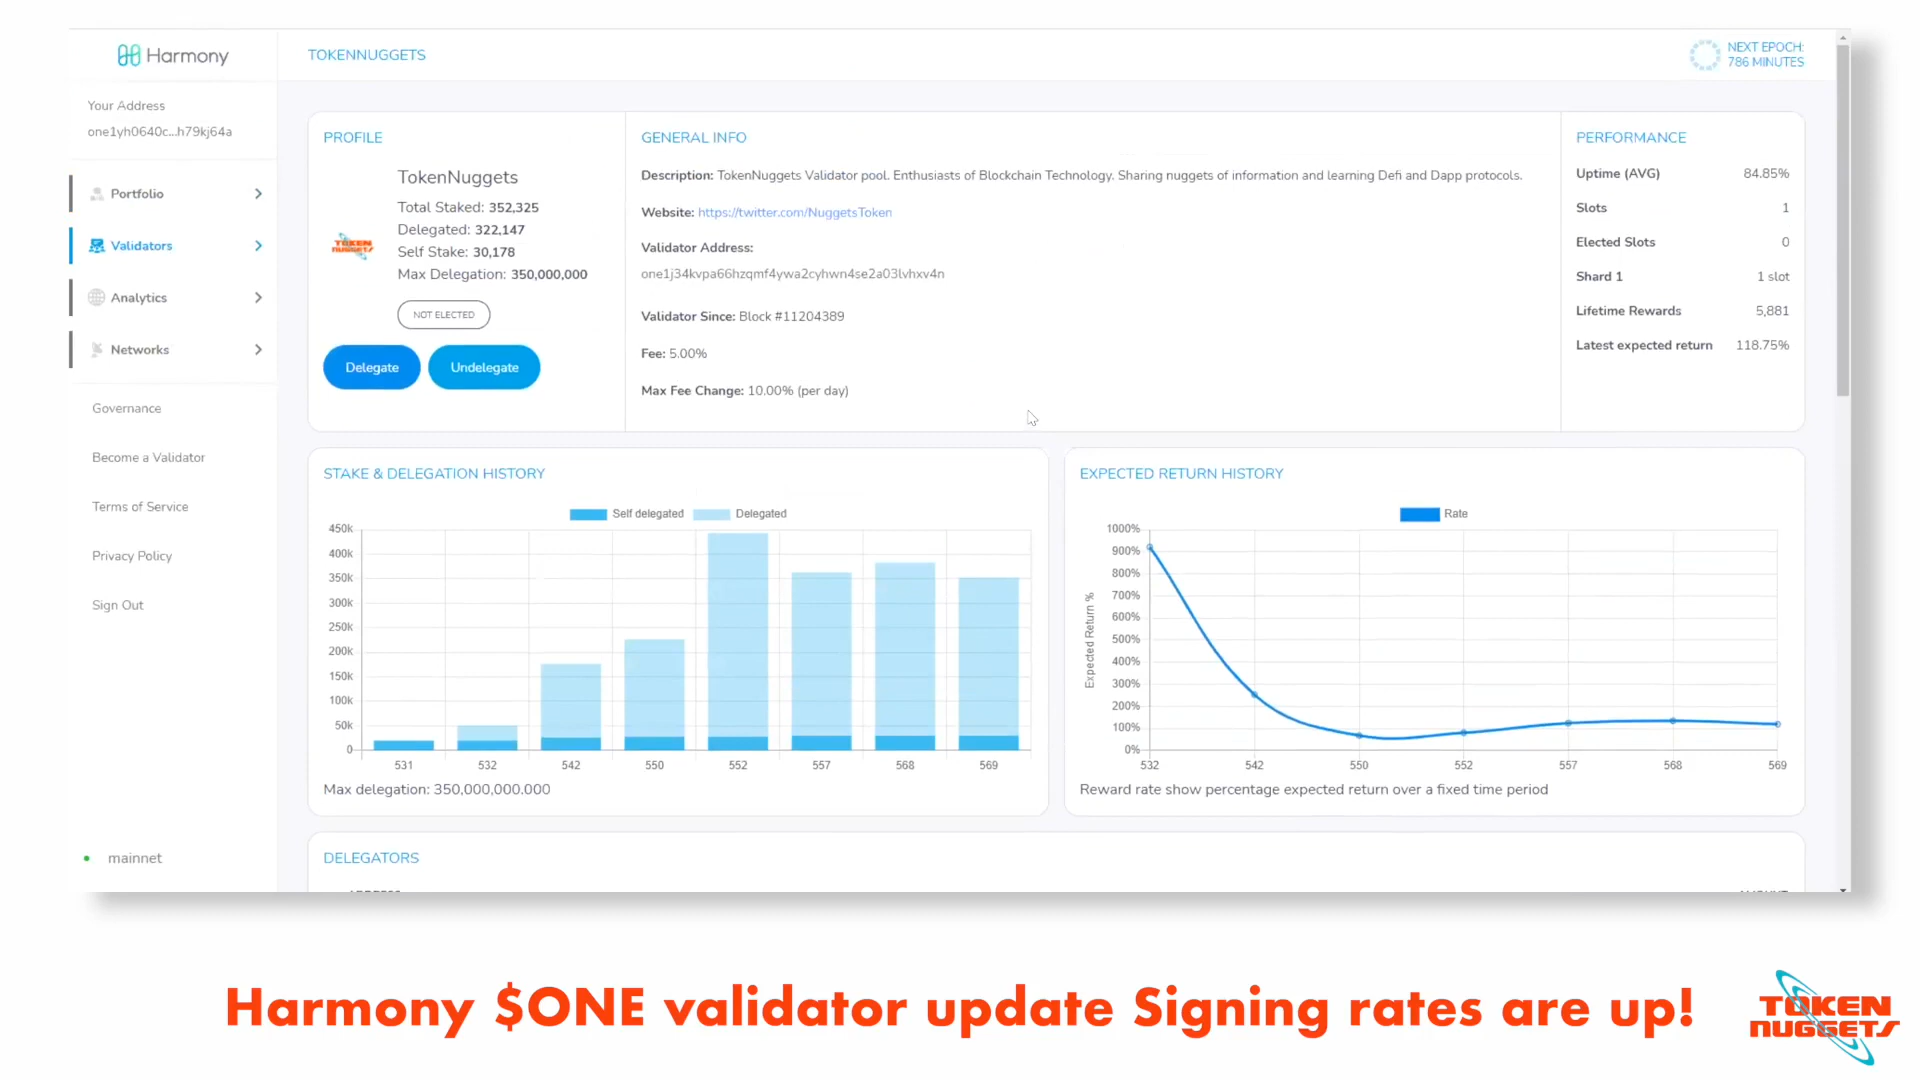 Harmony
TOKENNUGGETS
NEXT EPOCH:
786 MINUTES
Your Address
one1yh0640c...h79kj64a
Portfolio
Validators
Analytics
Networks
Governance
Become a Validator
Terms of Service
Privacy Policy
Sign Out
mainnet
PROFILE
TOKEN
NUGGETS
TokenNuggets
Total Staked: 352,325
Delegated: 322,147
Self Stake: 30,178
Max Delegation: 350,000,000
NOT ELECTED
Delegate
Undelegate
GENERAL INFO
Description: TokenNuggets Validator pool. Enthusiasts of Blockchain Technology. Sharing nuggets of information and learning Defi and Dapp protocols.
Website: https://twitter.com/NuggetsToken
Validator Address:
one1j34kvpa66hzqmf4ywa2cyhwn4se2a03lvhxv4n
Validator Since: Block #11204389
Fee: 5.00%
Max Fee Change: 10.00% (per day)
PERFORMANCE
Uptime (AVG) 84.85%
Slots 1
Elected Slots 0
Shard 1 1 slot
Lifetime Rewards 5,881
Latest expected return 118.75%
STAKE & DELEGATION HISTORY
Self delegated Delegated
450k
400k
350k
300k
250k
200k
150k
100k
50k
0
531 532 542 550 552 557 568 569
Max delegation: 350,000,000.000
EXPECTED RETURN HISTORY
Rate
Expected Return %
1000%
900%
800%
700%
600%
500%
400%
300%
200%
100%
0%
532 542 550 552 557 568 569
Reward rate show percentage expected return over a fixed time period
DELEGATORS
Harmony $ONE validator update Signing rates are up!
TOKEN
NUGGETS